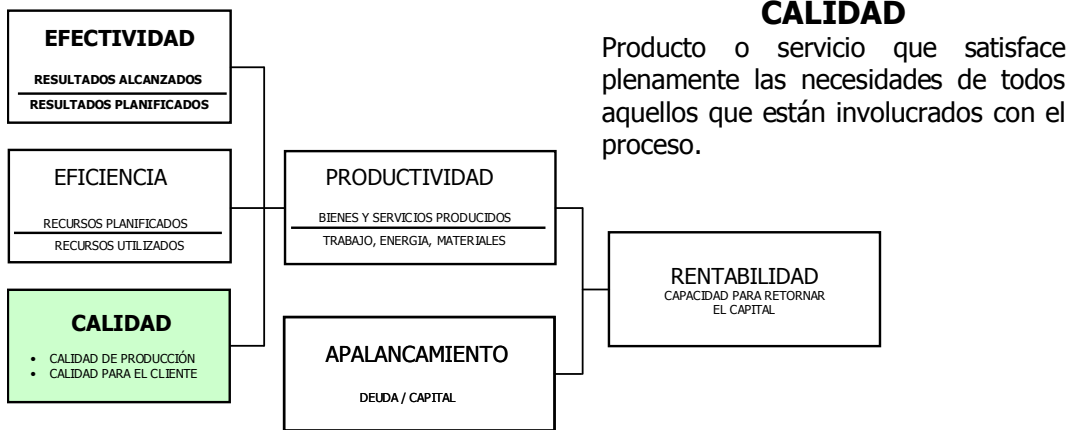 CALIDAD
Producto o servicio que satisface
plenamente las necesidades de todos
aquellos que están involucrados con el
proceso.
EFECTIVIDAD
RESULTADOS ALCANZADOS
RESULTADOS PLANIFICADOS
EFICIENCIA
RECURSOS PLANIFICADOS
RECURSOS UTILIZADOS
CALIDAD
• CALIDAD DE PRODUCCIÓN
• CALIDAD PARA EL CLIENTE
PRODUCTIVIDAD
BIENES Y SERVICIOS PRODUCIDOS
TRABAJO, ENERGIA, MATERIALES
APALANCAMIENTO
DEUDA / CAPITAL
RENTABILIDAD
CAPACIDAD PARA RETORNAR
EL CAPITAL